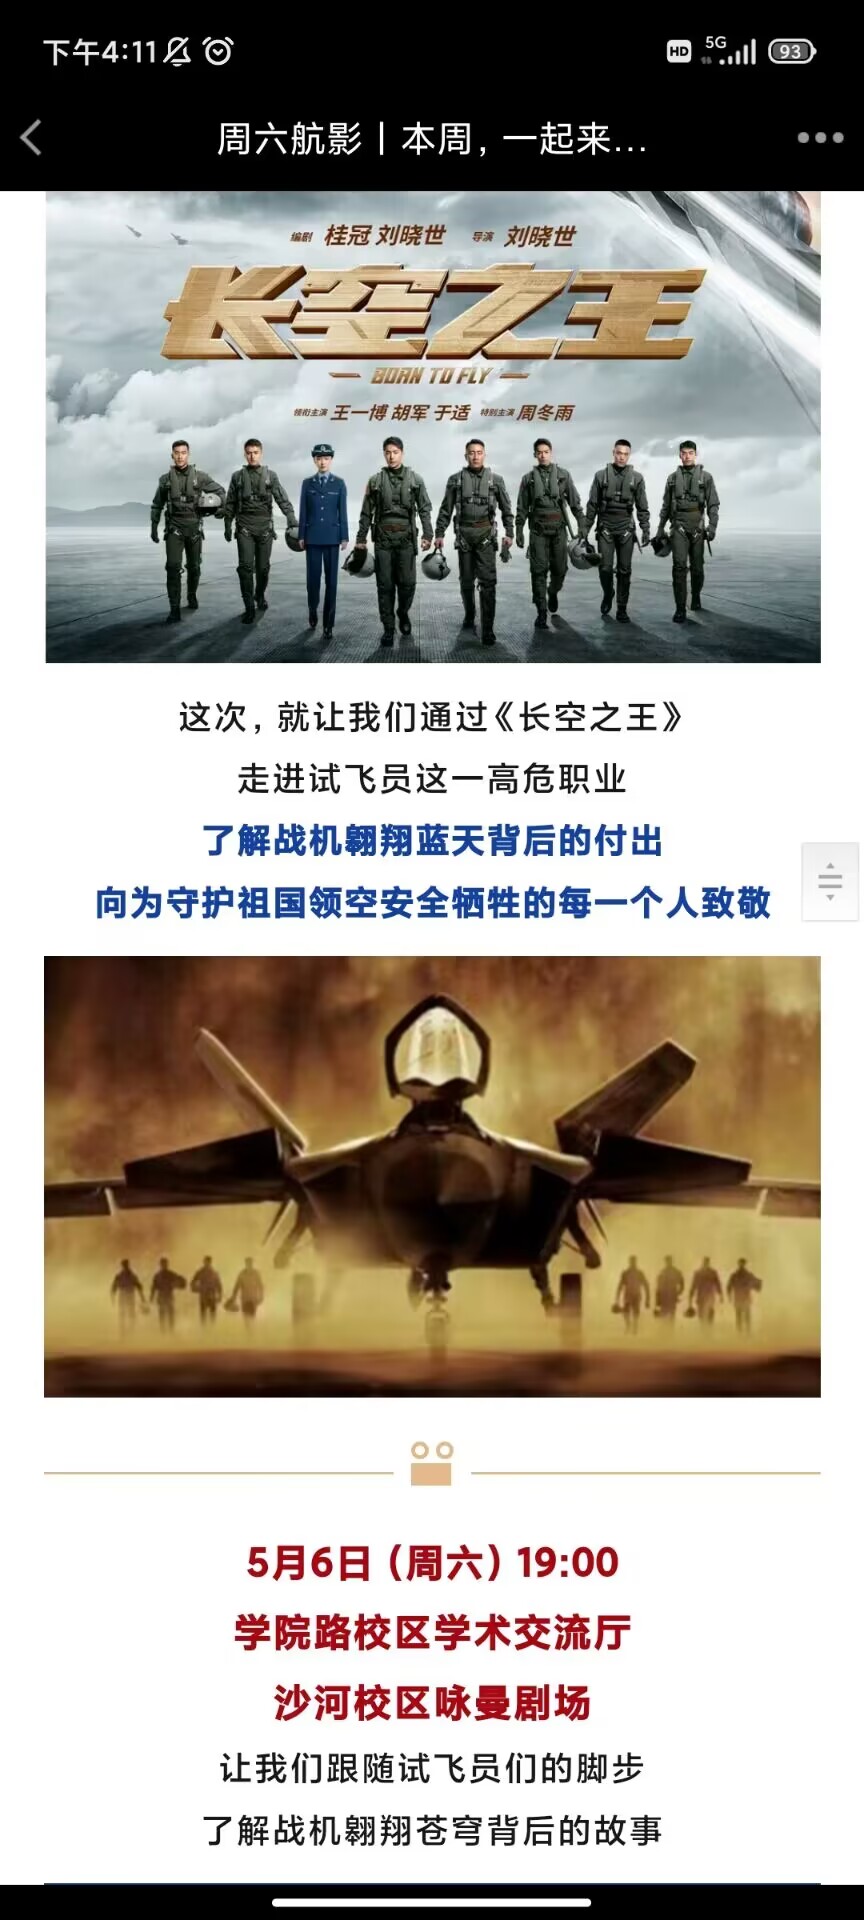 下午4:11
HD 5G 93
周六航影丨本周，一起来...
编剧 桂冠 刘晓世 导演 刘晓世
长空之王
BORN TO FLY
领衔主演 王一博 胡军 于适 特别主演 周冬雨
这次，就让我们通过《长空之王》
走进试飞员这一高危职业
了解战机翱翔蓝天背后的付出
向为守护祖国领空安全牺牲的每一个人致敬
5月6日（周六）19:00
学院路校区学术交流厅
沙河校区咏曼剧场
让我们跟随试飞员们的脚步
了解战机翱翔苍穹背后的故事